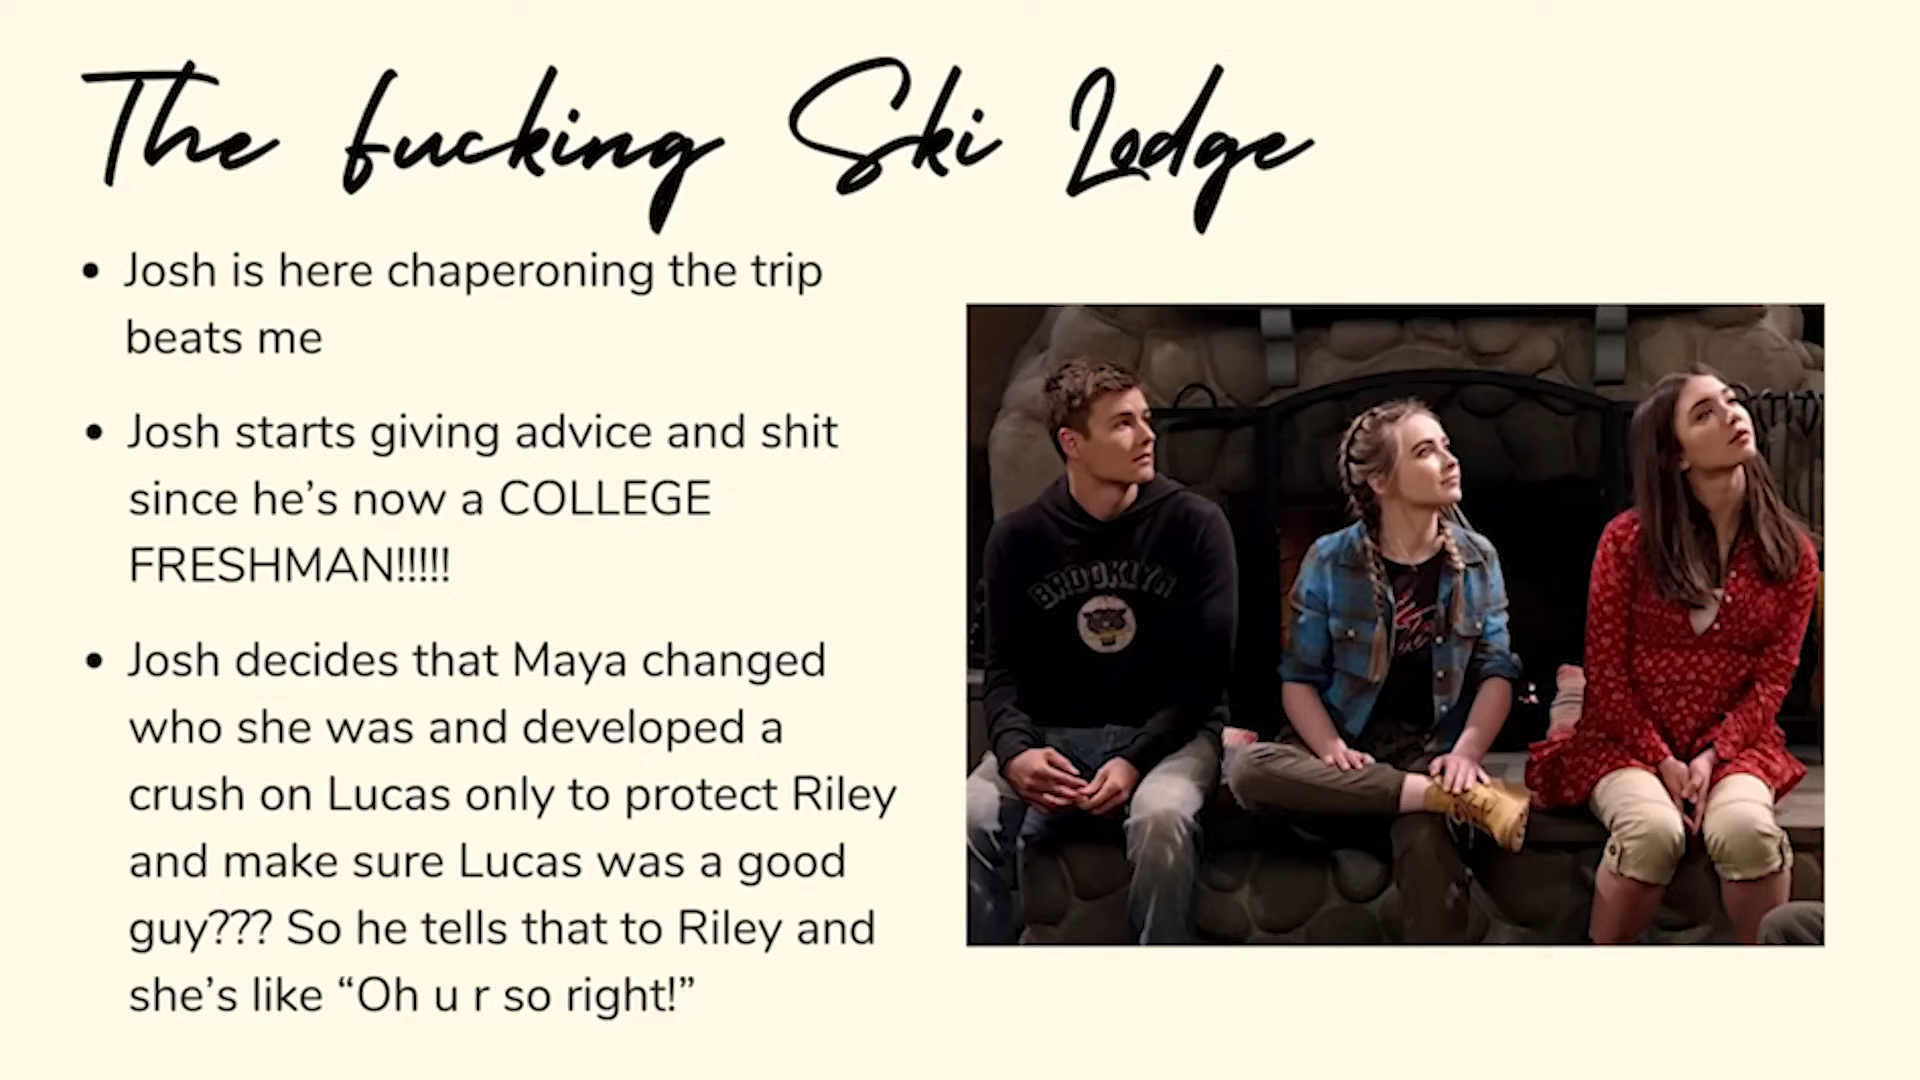 The fucking Ski Lodge
• Josh is here chaperoning the trip
beats me
• Josh starts giving advice and shit
since he’s now a COLLEGE
FRESHMAN!!!!!
• Josh decides that Maya changed
who she was and developed a
crush on Lucas only to protect Riley
and make sure Lucas was a good
guy??? So he tells that to Riley and
she’s like “Oh u r so right!”
BROOKLYN